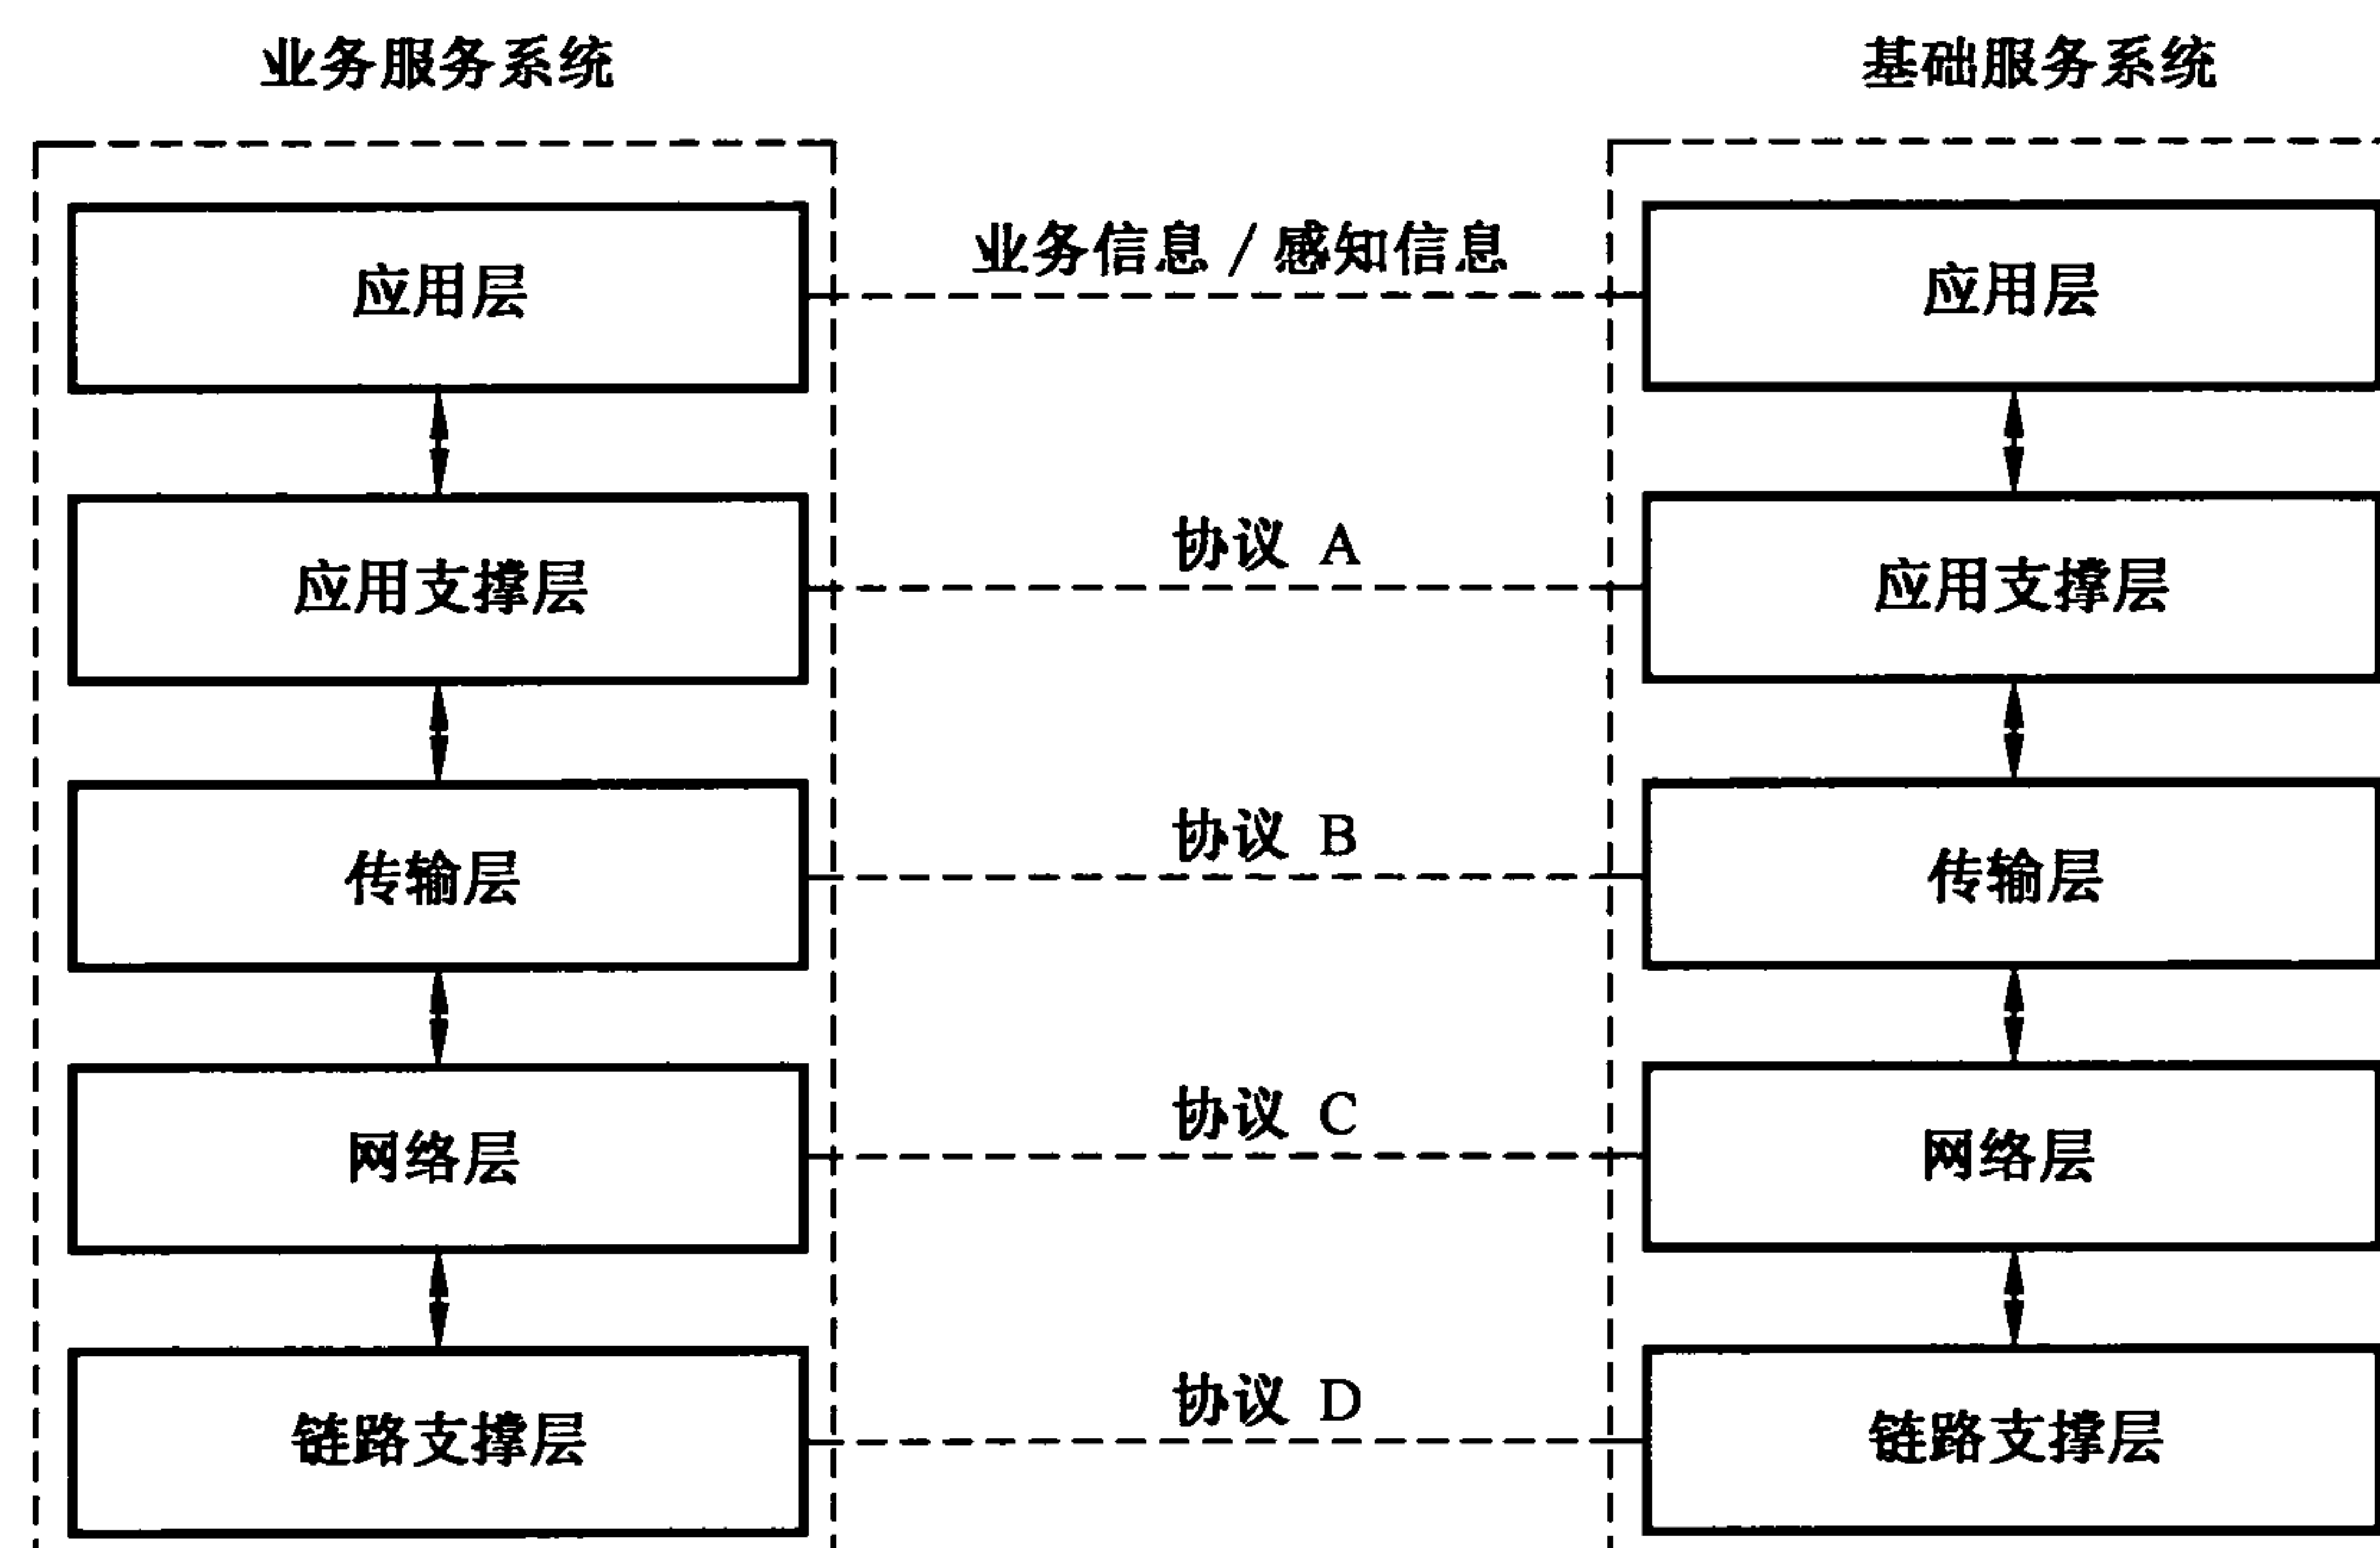 业务服务系统
基础服务系统
应用层
业务信息/感知信息
应用层
应用支撑层
协议 A
应用支撑层
传输层
协议 B
传输层
网络层
协议 C
网络层
链路支撑层
协议 D
链路支撑层